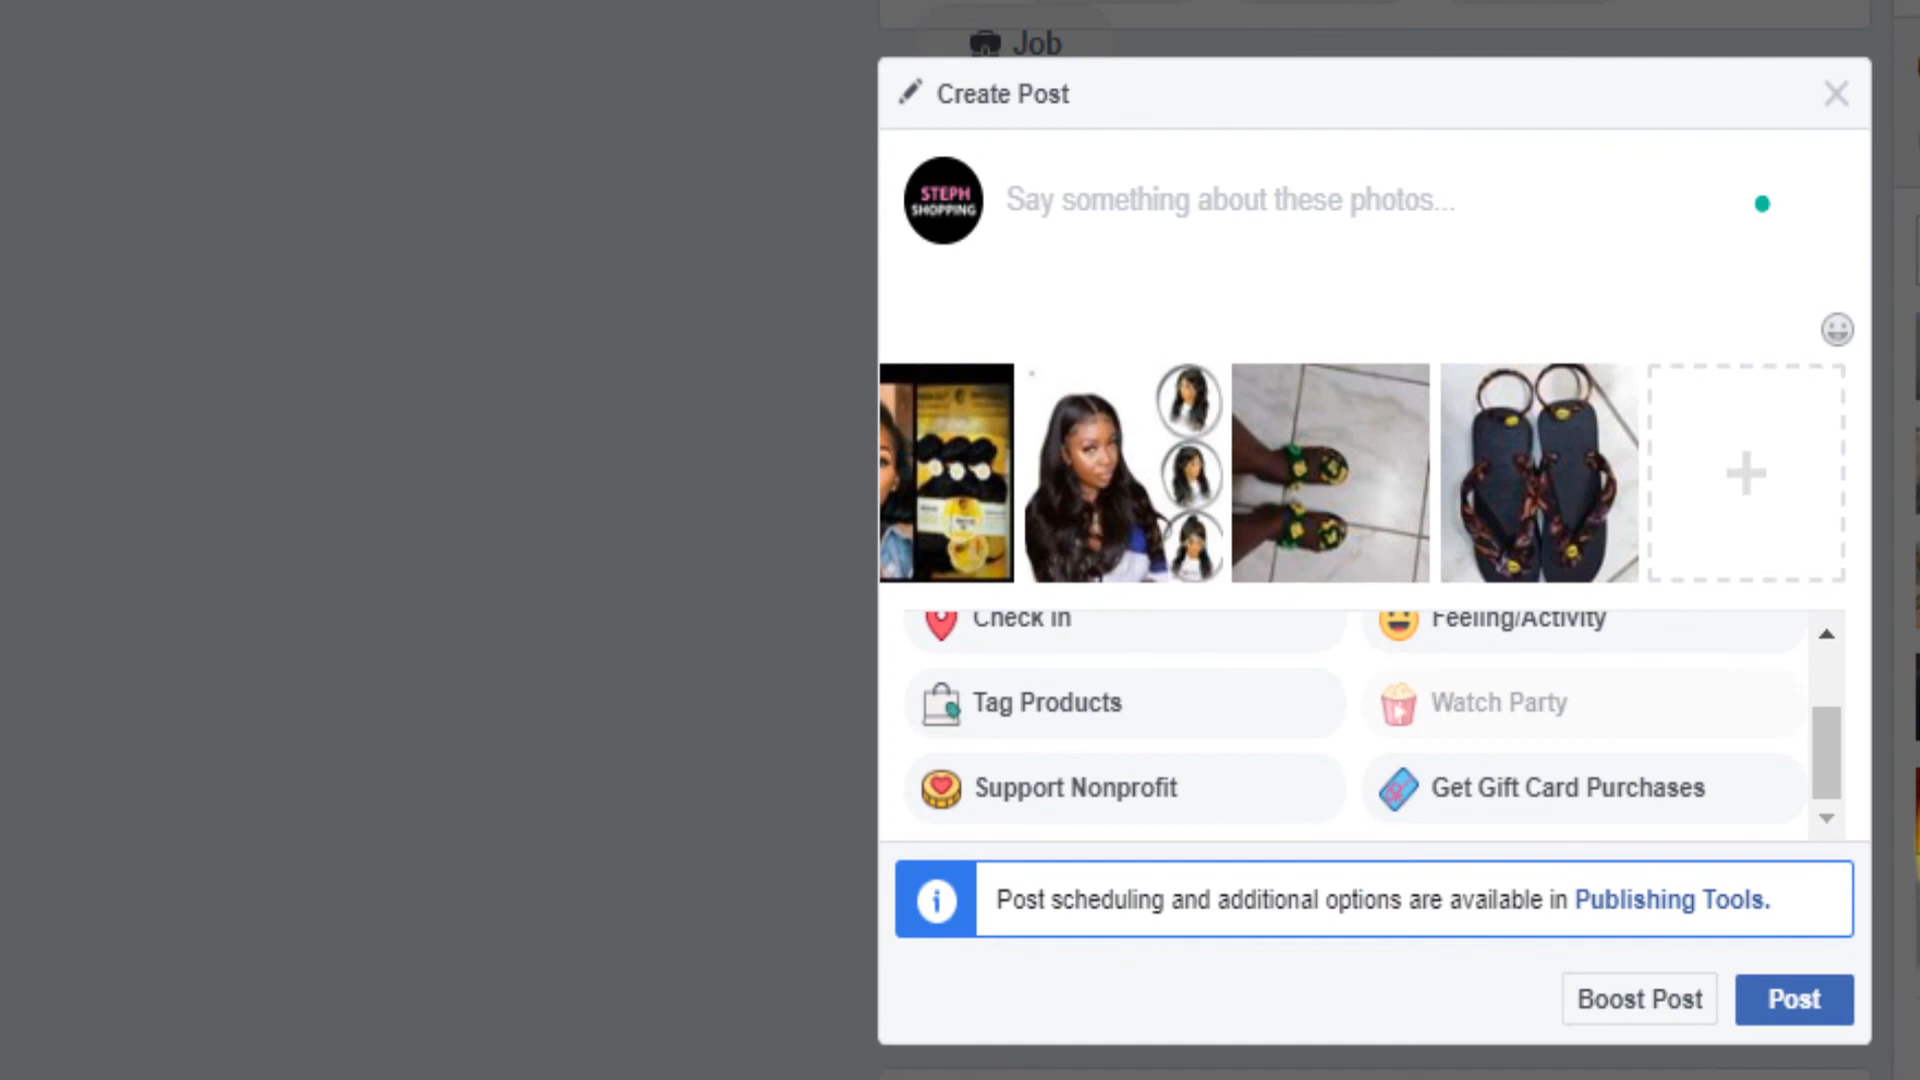 Job
Create Post
STEPH
SHOPPING
Say something about these photos...
Check in
Feeling/Activity
Tag Products
Watch Party
Support Nonprofit
Get Gift Card Purchases
Post scheduling and additional options are available in Publishing Tools.
Boost Post
Post